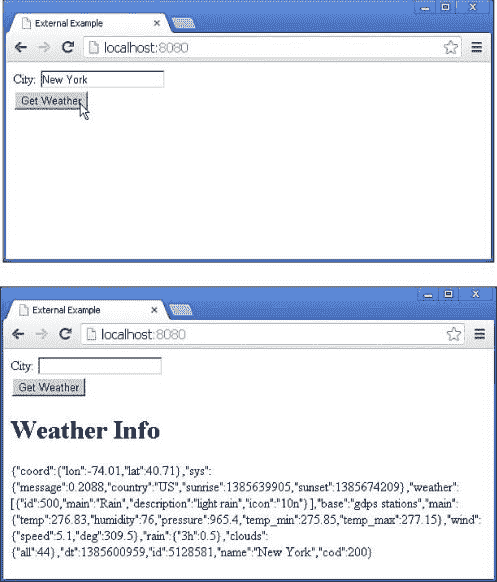 External Example
localhost:8080
City: New York
Get Weather
External Example
localhost:8080
City:
Get Weather
Weather Info
{"coord":{"lon":-74.01,"lat":40.71},"sys":
{"message":0.2088,"country":"US","sunrise":1385639905,"sunset":1385674209},"weather":
[{"id":500,"main":"Rain","description":"light rain","icon":"10n"}],"base":"gdps stations","main":
{"temp":276.83,"humidity":76,"pressure":965.4,"temp_min":275.85,"temp_max":277.15},"wind":
{"speed":5.1,"deg":309.5},"rain":{"3h":0.5},"clouds":
{"all":44},"dt":1385600959,"id":5128581,"name":"New York","cod":200}